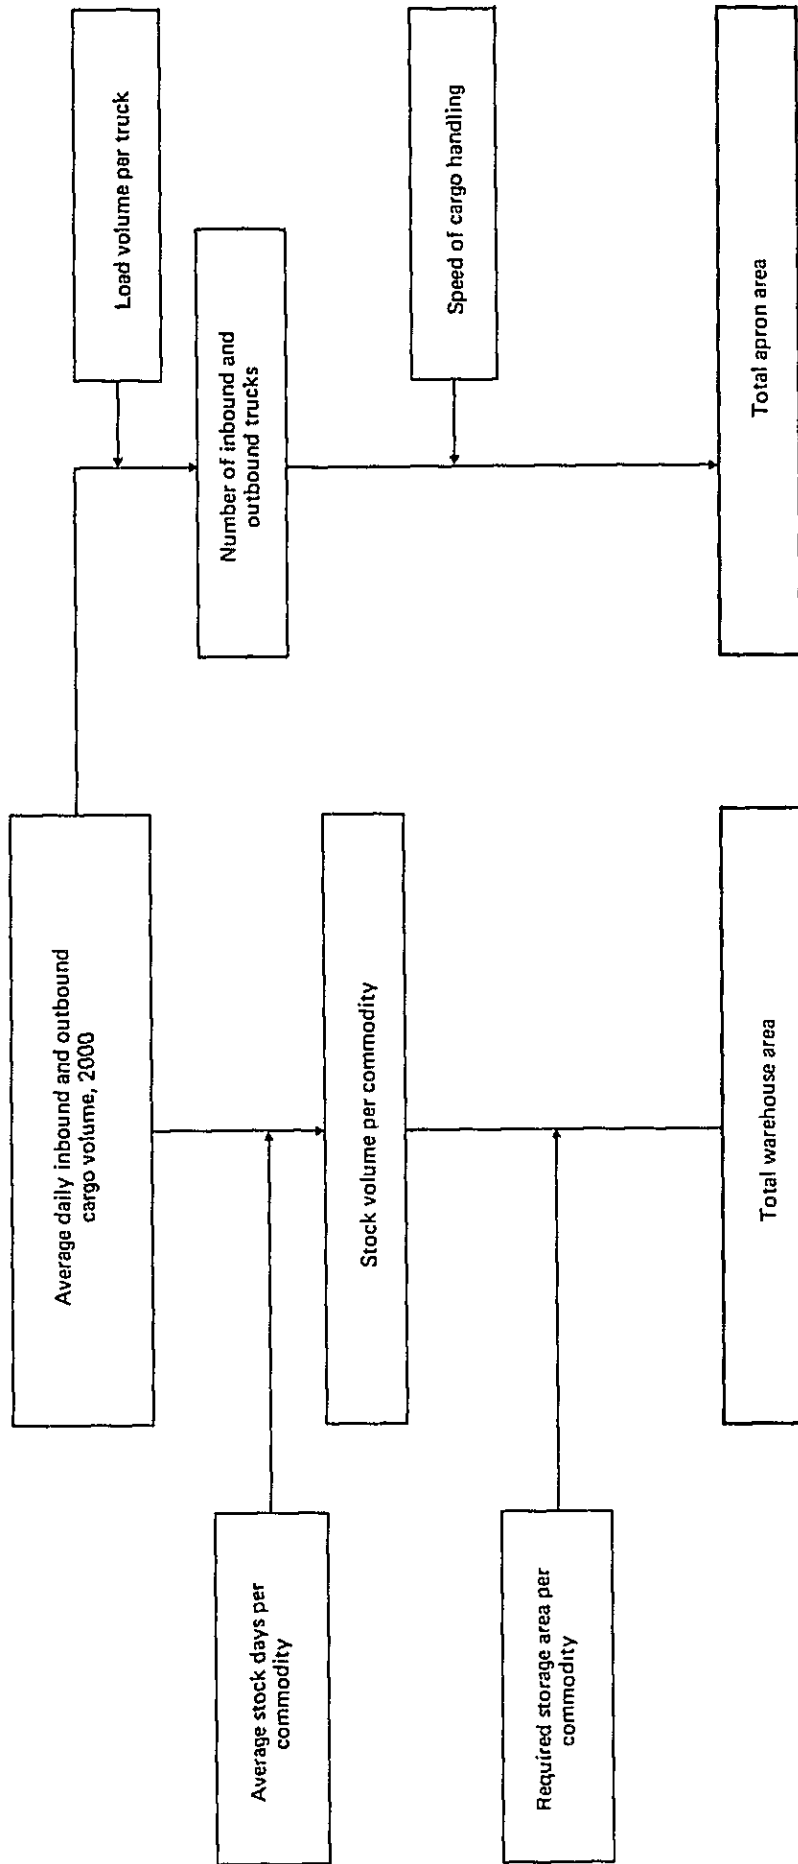 Average daily inbound and outbound
cargo volume, 2000
Load volume par truck
Average stock days per
commodity
Number of inbound and
outbound trucks
Stock volume per commodity
Speed of cargo handling
Required storage area per
commodity
Total warehouse area
Total apron area